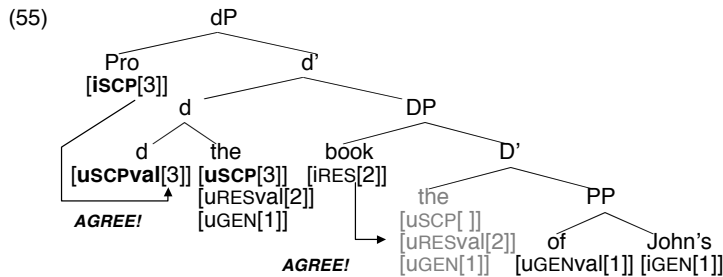 (55) dP
Pro d’
[iSCP[3]]
d DP
d the book D’
[uSCPval[3]] [uSCP[3]] [iRES[2]]
[uRESval[2]] the PP
[uGEN[1]] [uSCP[ ]]
AGREE! [uRESval[2]] of John’s
AGREE! [uGEN[1]] [uGENval[1]] [iGEN[1]]